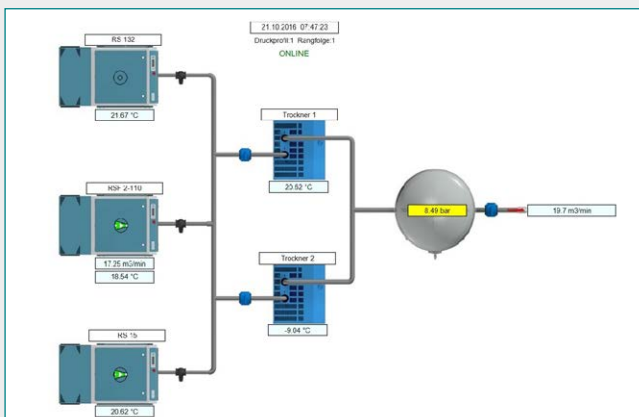 21.10.2016 07:47:23
Druckprofil:1 Rangfolge:1
ONLINE
RS 132
21.67 °C
Trockner 1
20.62 °C
RSF 2-110
17.25 m3/min
18.54 °C
8.49 bar
19.7 m3/min
Trockner 2
-9.04 °C
RS 15
20.62 °C